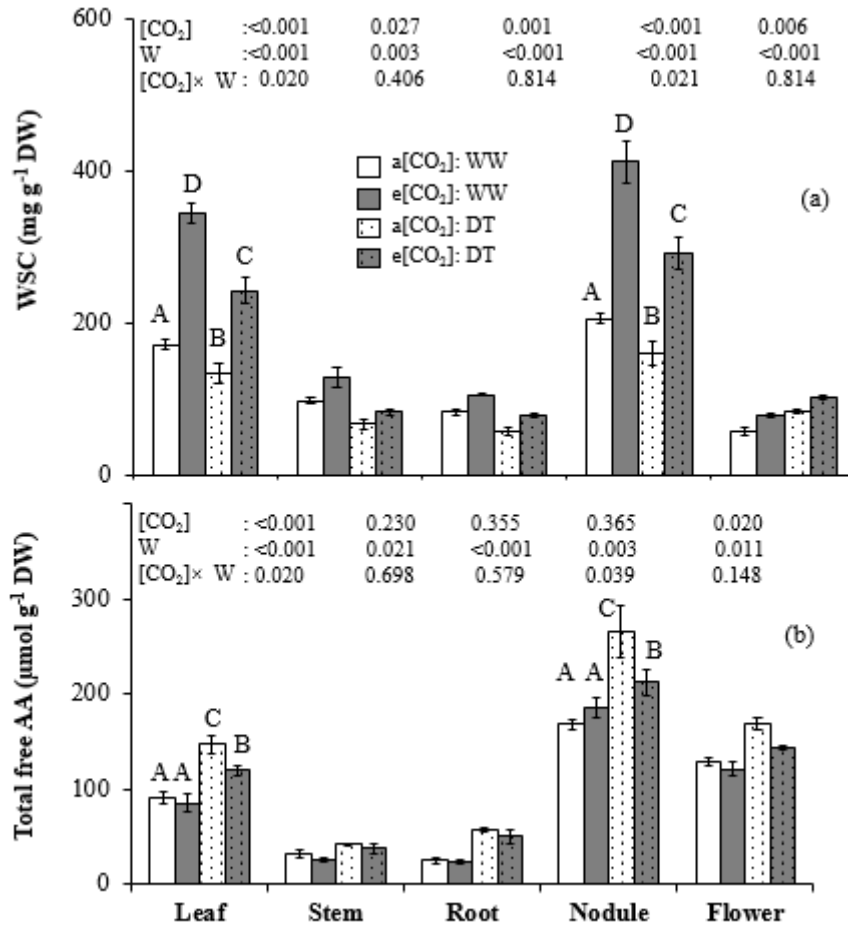 600
[CO₂] :<0.001 0.027 0.001 <0.001 0.006
W :<0.001 0.003 <0.001 <0.001 <0.001
[CO₂]× W : 0.020 0.406 0.814 0.021 0.814
D
D
a[CO₂]: WW
e[CO₂]: WW
a[CO₂]: DT
e[CO₂]: DT
(a)
400
C
C
A
B
A
B
200
0
WSC (mg g⁻¹ DW)
(b)
[CO₂] :<0.001 0.230 0.355 0.365 0.020
W :<0.001 0.021 <0.001 0.003 0.011
[CO₂]× W : 0.020 0.698 0.579 0.039 0.148
300
C
(b)
B
A A
200
C
B
A A
100
0
Total free AA (µmol g⁻¹ DW)
Leaf Stem Root Nodule Flower